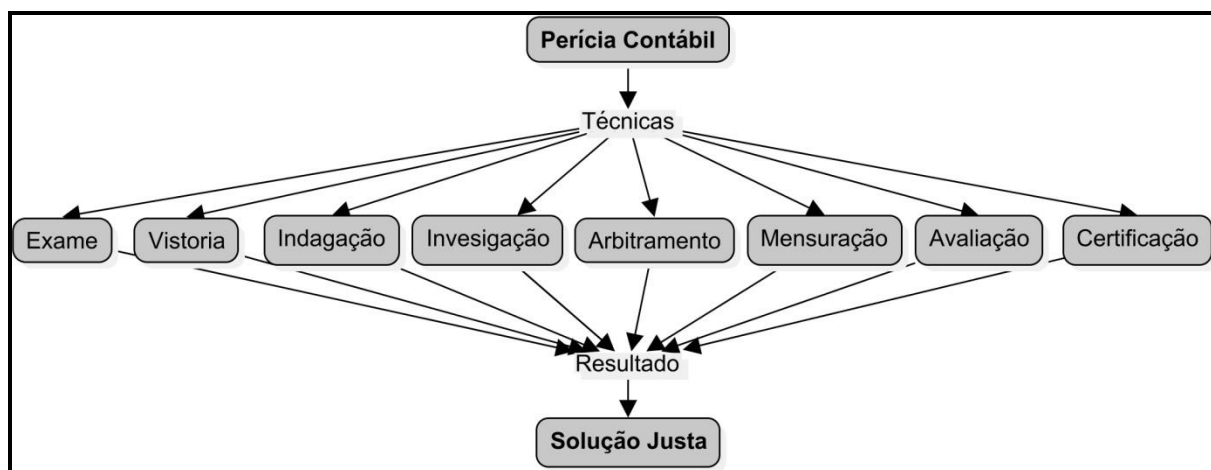 Perícia Contábil
Técnicas
Exame
Vistoria
Indagação
Invesigação
Arbitramento
Mensuração
Avaliação
Certificação
Resultado
Solução Justa